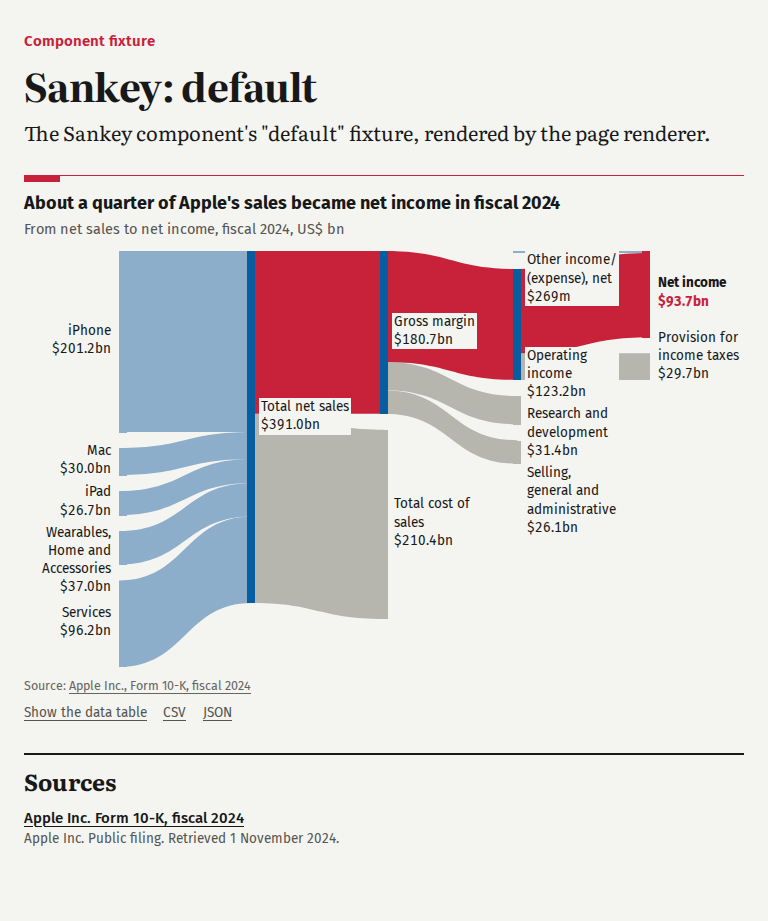 Component fixture
Sankey: default
The Sankey component's "default" fixture, rendered by the page renderer.
About a quarter of Apple's sales became net income in fiscal 2024
From net sales to net income, fiscal 2024, US$ bn
iPhone
$201.2bn
Mac
$30.0bn
iPad
$26.7bn
Wearables,
Home and
Accessories
$37.0bn
Services
$96.2bn
Total net sales
$391.0bn
Gross margin
$180.7bn
Total cost of
sales
$210.4bn
Other income/
(expense), net
$269m
Operating
income
$123.2bn
Research and
development
$31.4bn
Selling,
general and
administrative
$26.1bn
Net income
$93.7bn
Provision for
income taxes
$29.7bn
Source: Apple Inc., Form 10-K, fiscal 2024
Show the data table CSV JSON
Sources
Apple Inc. Form 10-K, fiscal 2024
Apple Inc. Public filing. Retrieved 1 November 2024.